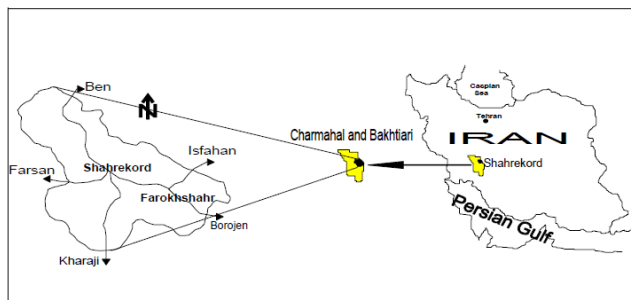 Ben
N
Isfahan
Farsan
Shahrekord
Farokhshahr
Borojen
Kharaji
Charmahal and Bakhtiari
Caspian
Sea
Tehran
IRAN
Shahrekord
Persian Gulf